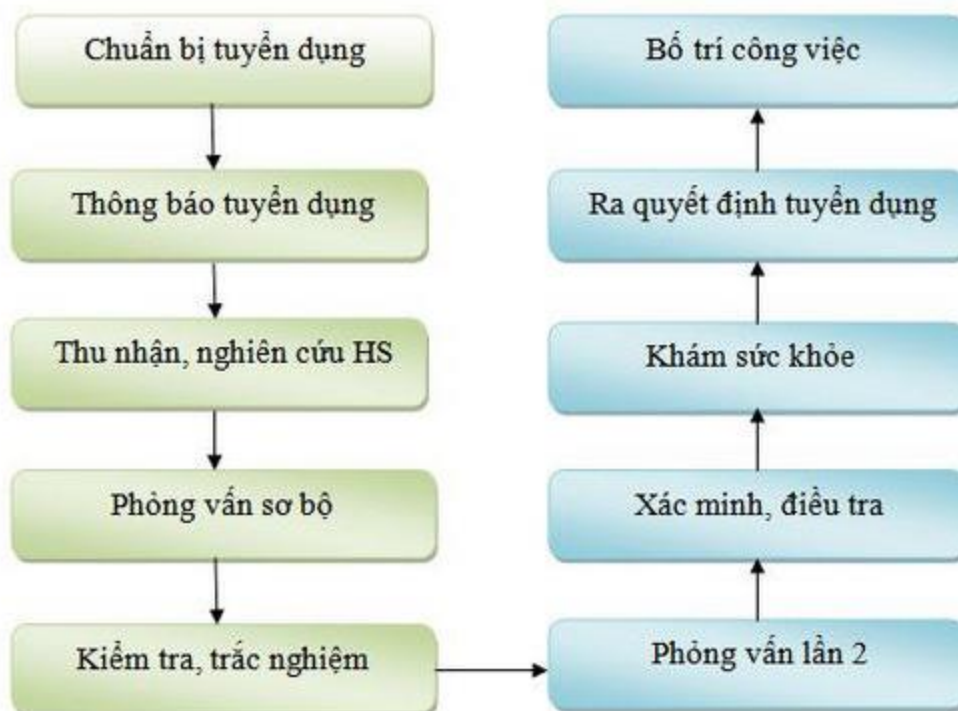 Chuẩn bị tuyển dụng
Thông báo tuyển dụng
Thu nhận, nghiên cứu HS
Phỏng vấn sơ bộ
Kiểm tra, trắc nghiệm
Phỏng vấn lần 2
Xác minh, điều tra
Khám sức khỏe
Ra quyết định tuyển dụng
Bố trí công việc